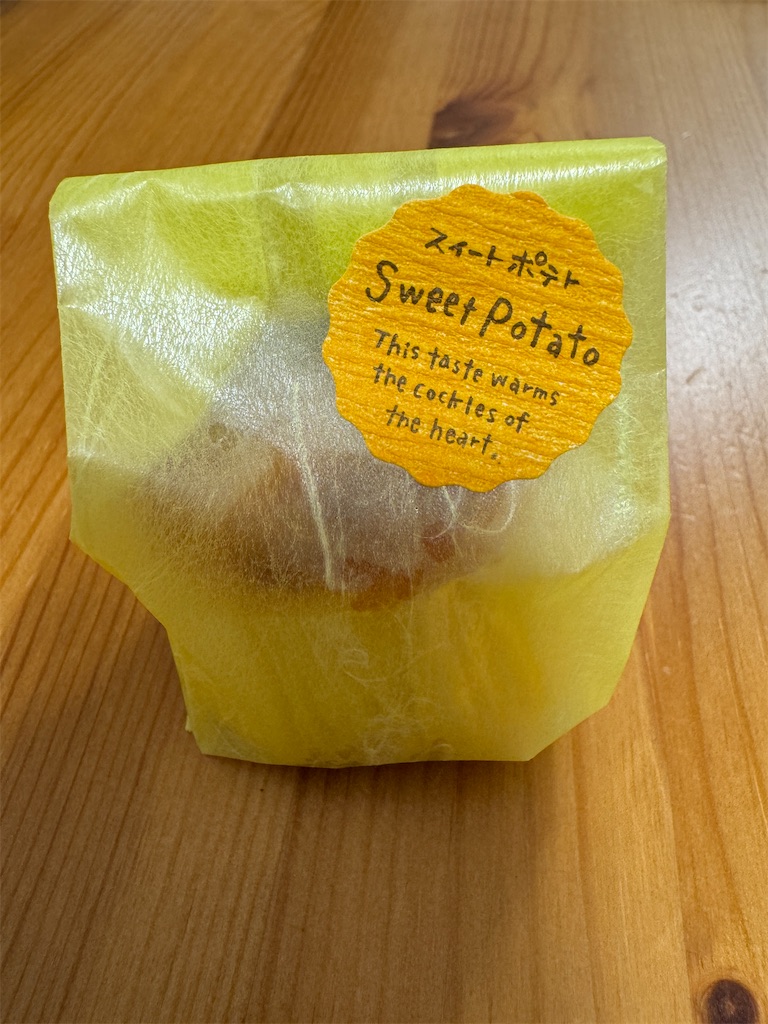 スイートポテト
Sweet Potato
This taste warms
the cockles of
the heart.